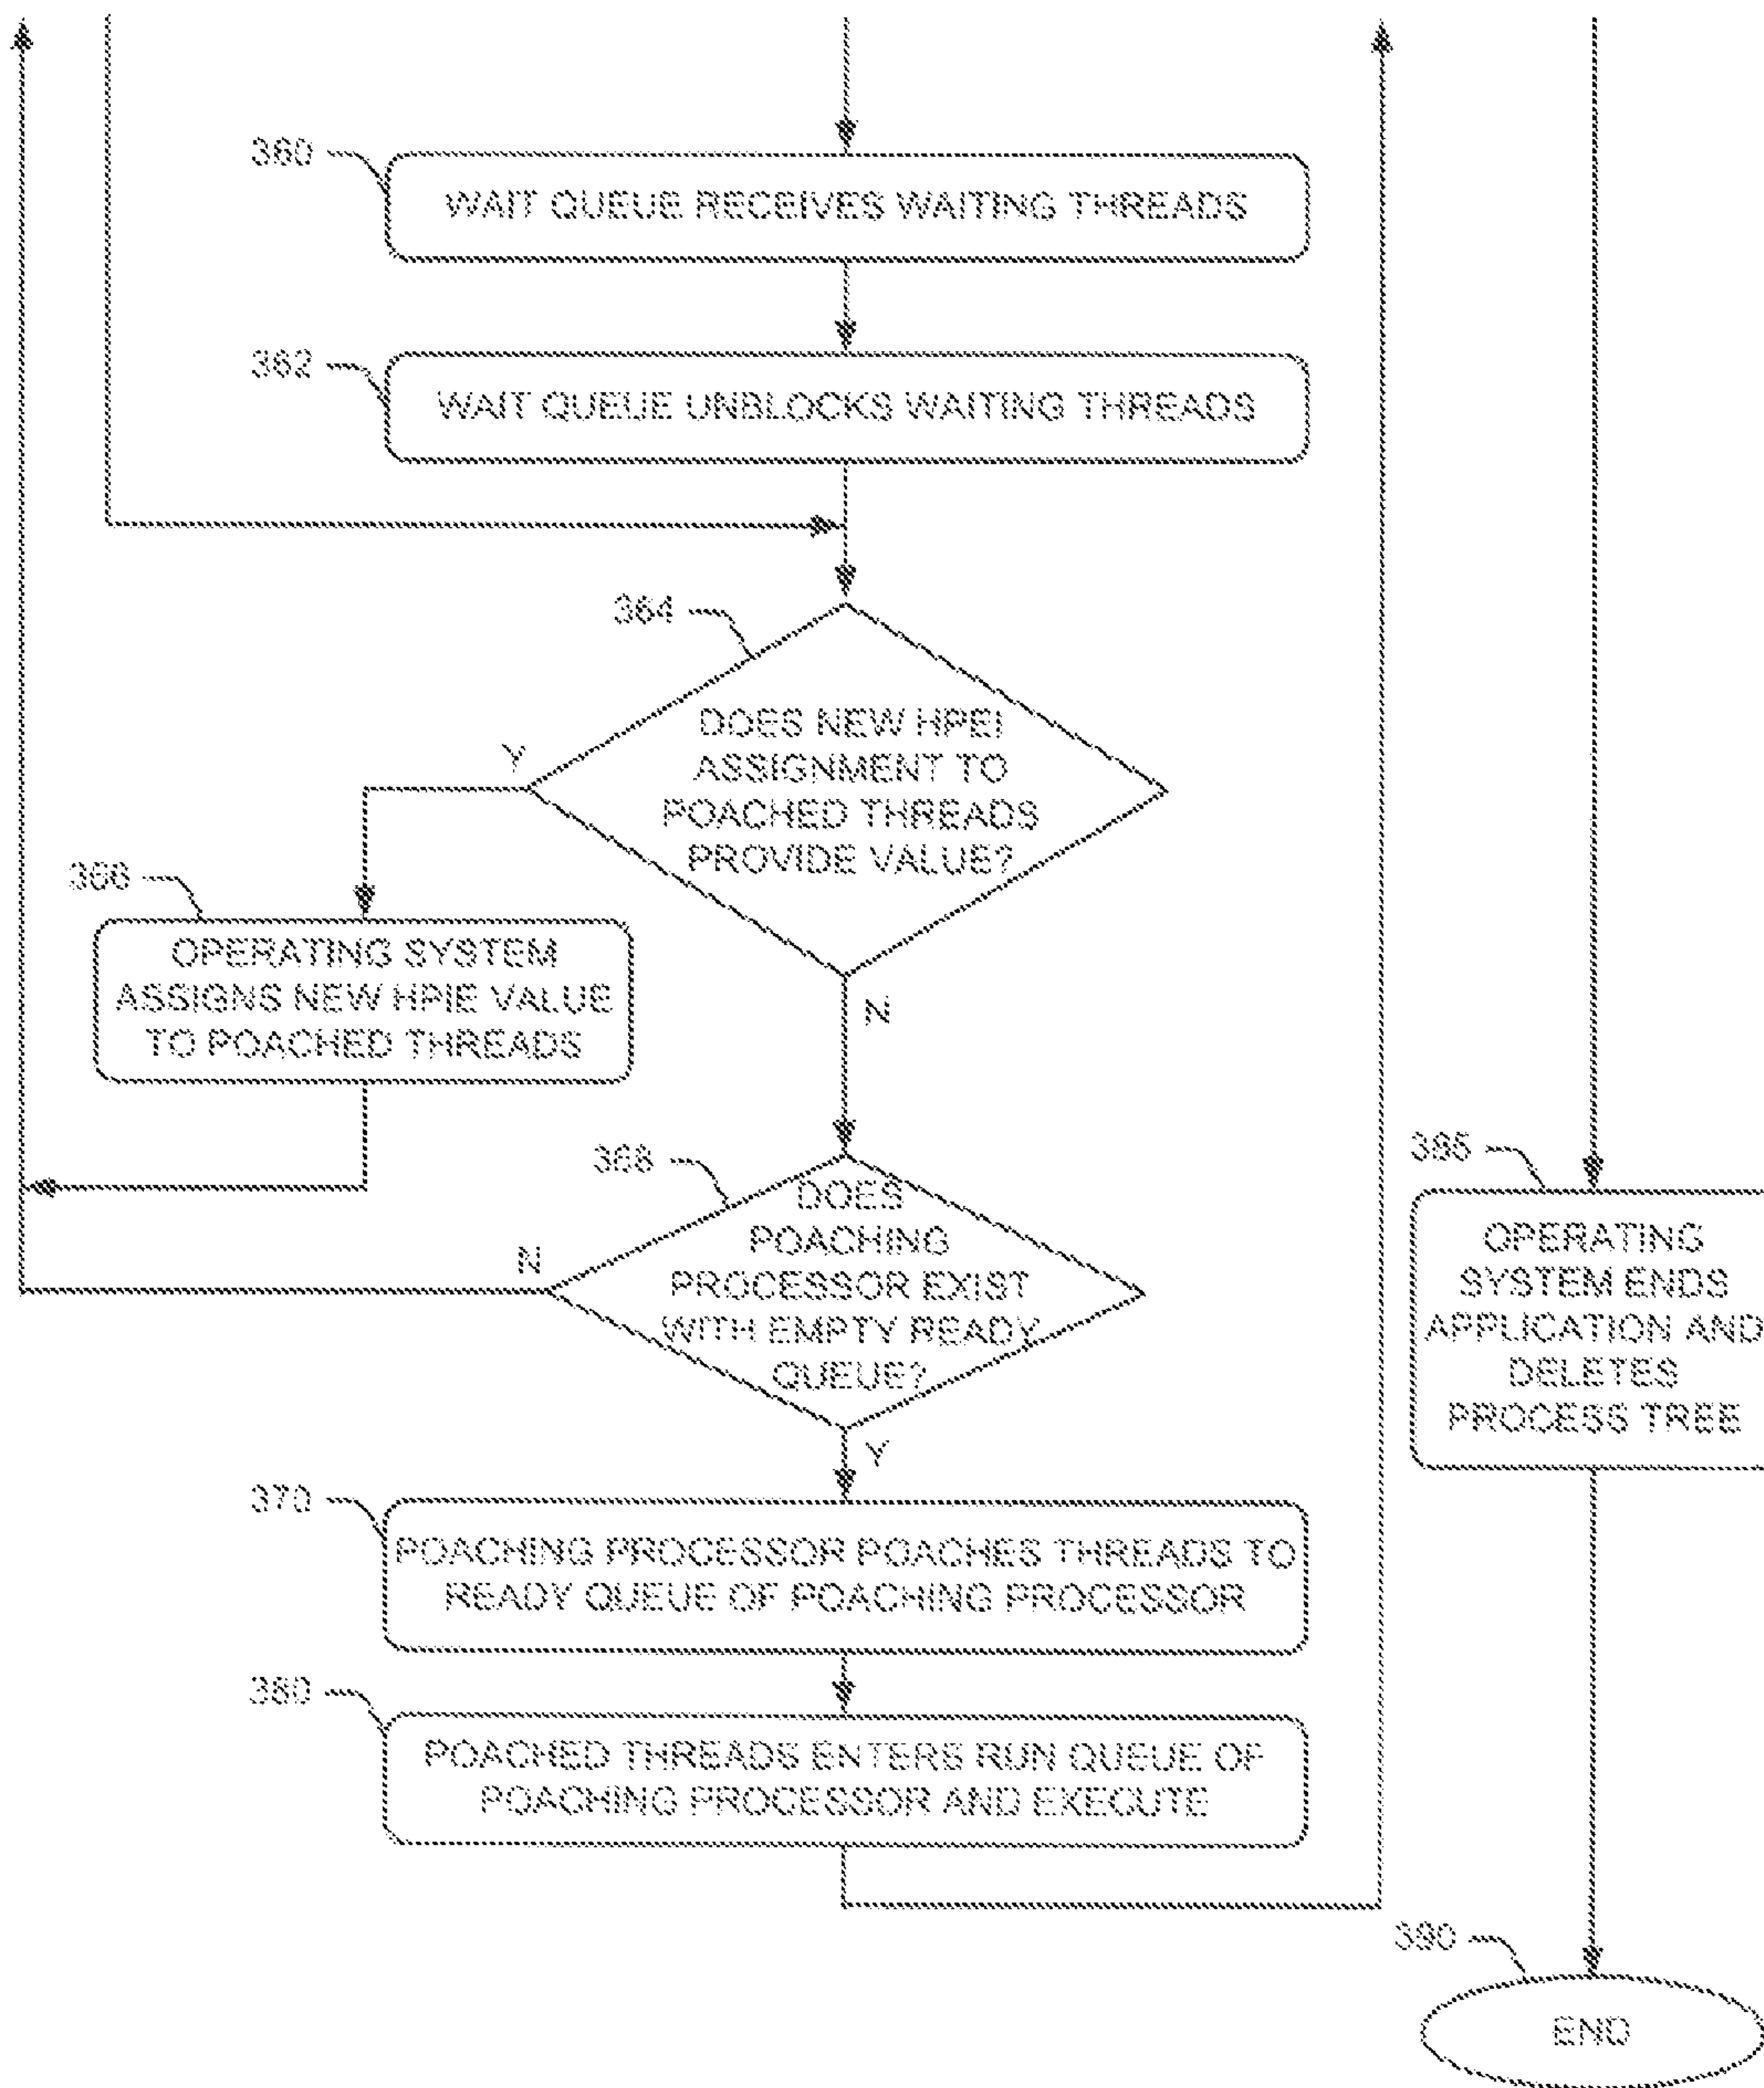 360
WAIT QUEUE RECEIVES WAITING THREADS
362
WAIT QUEUE UNBLOCKS WAITING THREADS
364
DOES NEW HPEI
ASSIGNMENT TO
POACHED THREADS
PROVIDE VALUE?
Y
N
366
OPERATING SYSTEM
ASSIGNS NEW HPIE VALUE
TO POACHED THREADS
368
DOES
POACHING
PROCESSOR EXIST
WITH EMPTY READY
QUEUE?
N
Y
370
POACHING PROCESSOR POACHES THREADS TO
READY QUEUE OF POACHING PROCESSOR
380
POACHED THREADS ENTERS RUN QUEUE OF
POACHING PROCESSOR AND EXECUTE
385
OPERATING
SYSTEM ENDS
APPLICATION AND
DELETES
PROCESS TREE
390
END